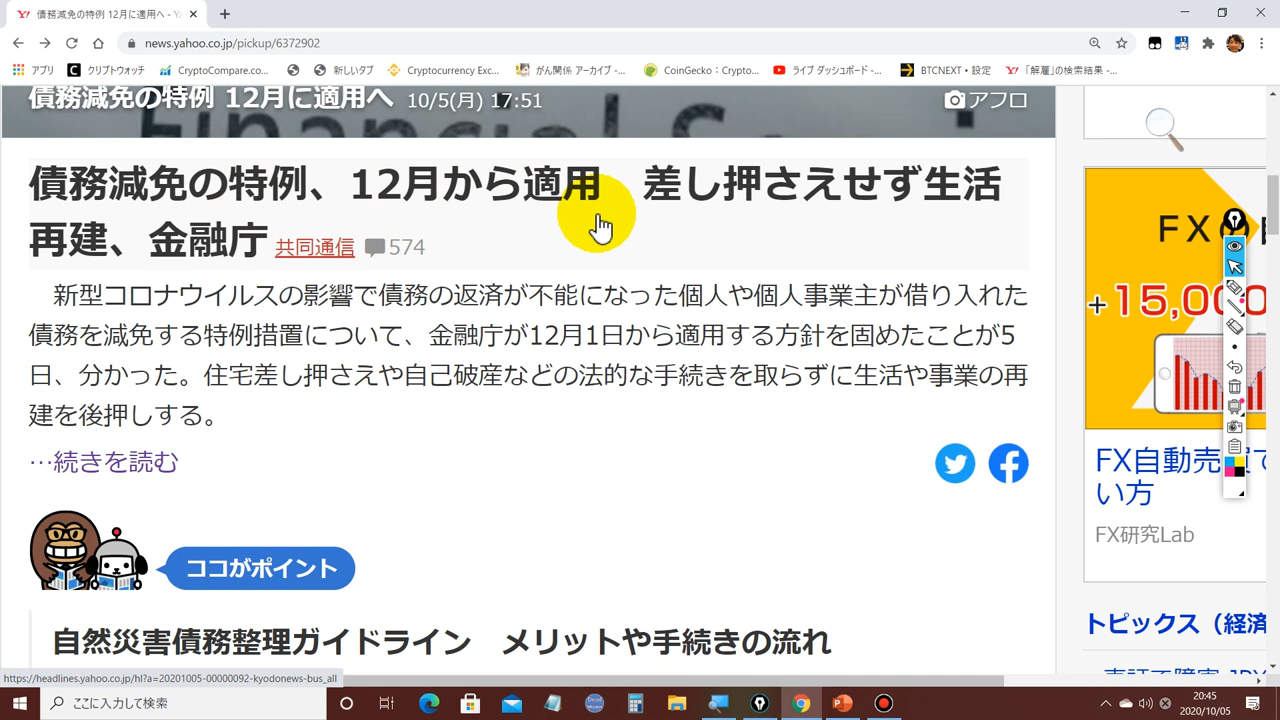 債務減免の特例 12月に適用へ - Y
news.yahoo.co.jp/pickup/6372902
アプリ
クリプトウォッチ
CryptoCompare.co...
新しいタブ
Cryptocurrency Exc...
がん関係 アーカイブ -...
CoinGecko：Crypto...
ライブ ダッシュボード -...
BTCNEXT・設定
「解雇」の検索結果 -...
債務減免の特例 12月に適用へ 10/5(月) 17:51
アフロ
Financial S
債務減免の特例、12月から適用　差し押さえせず生活
再建、金融庁 共同通信 574
新型コロナウイルスの影響で債務の返済が不能になった個人や個人事業主が借り入れた
債務を減免する特例措置について、金融庁が12月1日から適用する方針を固めたことが5
日、分かった。住宅差し押さえや自己破産などの法的な手続きを取らずに生活や事業の再
建を後押しする。
…続きを読む
ココがポイント
自然災害債務整理ガイドライン　メリットや手続きの流れ
FXの
+15,00
FX自動売買で
い方
FX研究Lab
トピックス（経済
https://headlines.yahoo.co.jp/hl?a=20201005-00000092-kyodonews-bus_all
ここに入力して検索
20:45
2020/10/05